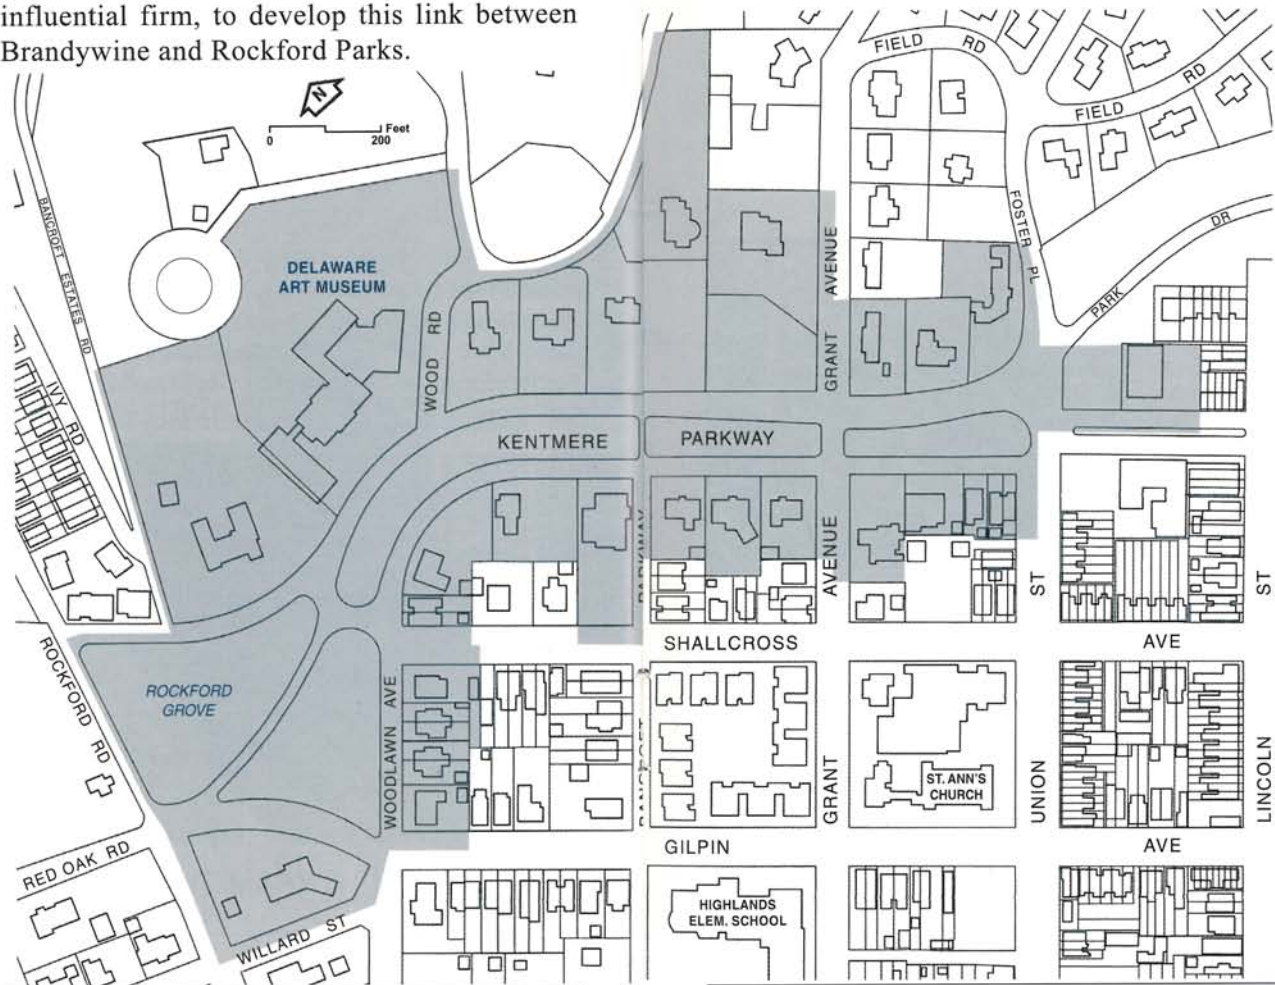 influential firm, to develop this link between
Brandywine and Rockford Parks.
N
0 200 Feet
FIELD RD
FIELD RD
BANCROFT ESTATES RD
IVY RD
DELAWARE
ART MUSEUM
WOOD RD
GRANT AVENUE
FOSTER PL
PARK DR
KENTMERE PARKWAY
PARKWAY
AVENUE
ST
ST
SHALLCROSS AVE
ROCKFORD RD
ROCKFORD
GROVE
WOODLAWN AVE
BANCROFT
GRANT
ST. ANN'S
CHURCH
UNION
LINCOLN
GILPIN AVE
RED OAK RD
WILLARD ST
HIGHLANDS
ELEM. SCHOOL